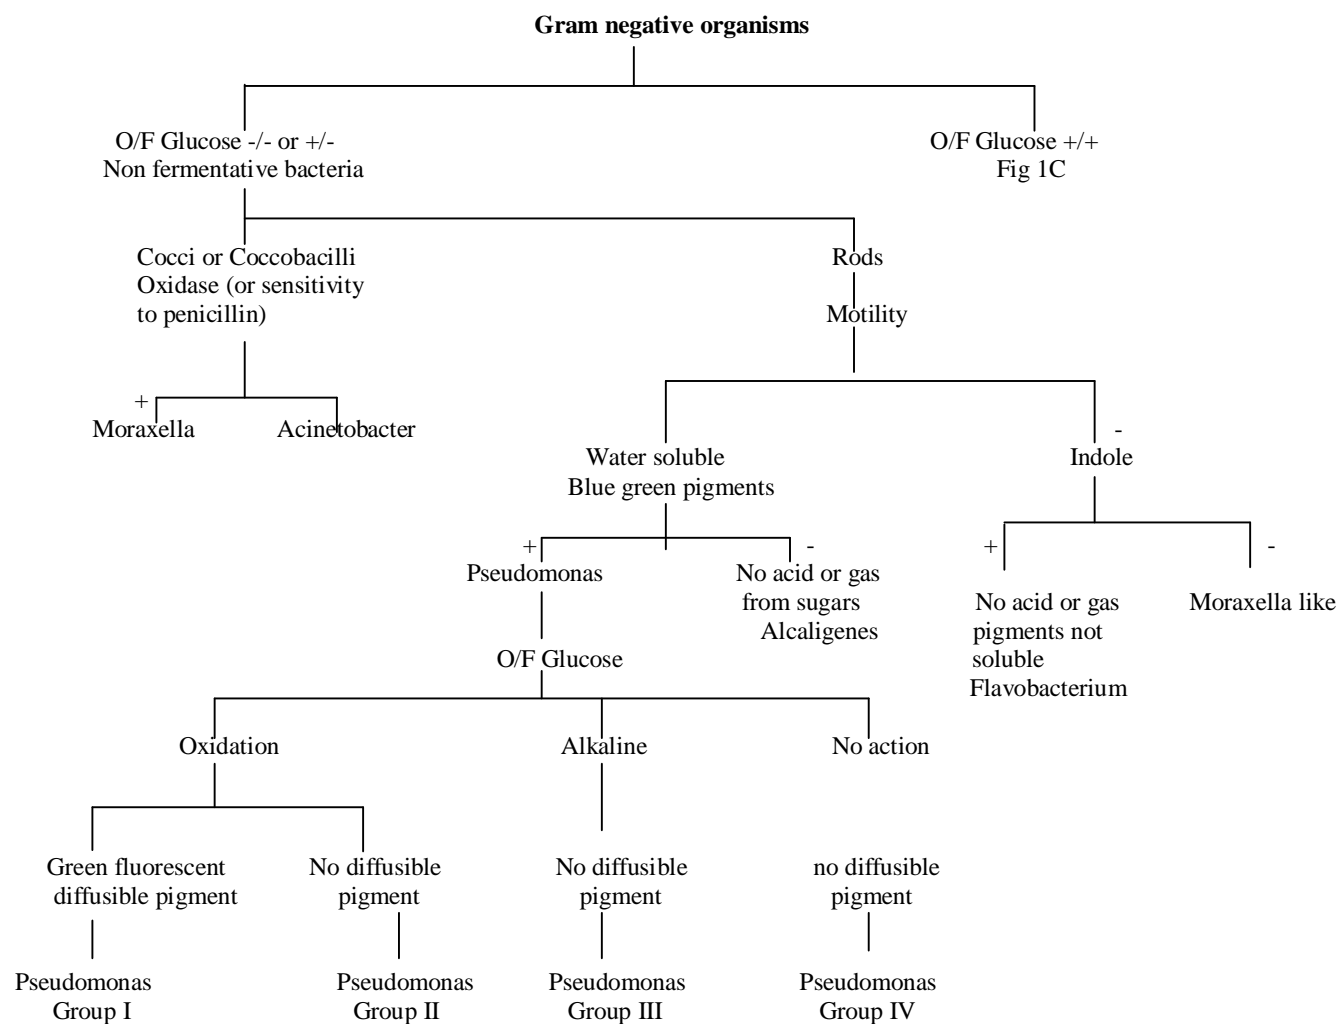 Gram negative organisms
O/F Glucose -/- or +/-
Non fermentative bacteria
O/F Glucose +/+
Fig 1C
Cocci or Coccobacilli
Oxidase (or sensitivity
to penicillin)
Rods
Motility
+
Moraxella
Acinetobacter
Water soluble
Blue green pigments
-
Indole
+
Pseudomonas
-
No acid or gas
from sugars
Alcaligenes
+
No acid or gas
pigments not
soluble
Flavobacterium
-
Moraxella like
O/F Glucose
Oxidation
Alkaline
No action
Green fluorescent
diffusible pigment
No diffusible
pigment
No diffusible
pigment
no diffusible
pigment
Pseudomonas
Group I
Pseudomonas
Group II
Pseudomonas
Group III
Pseudomonas
Group IV